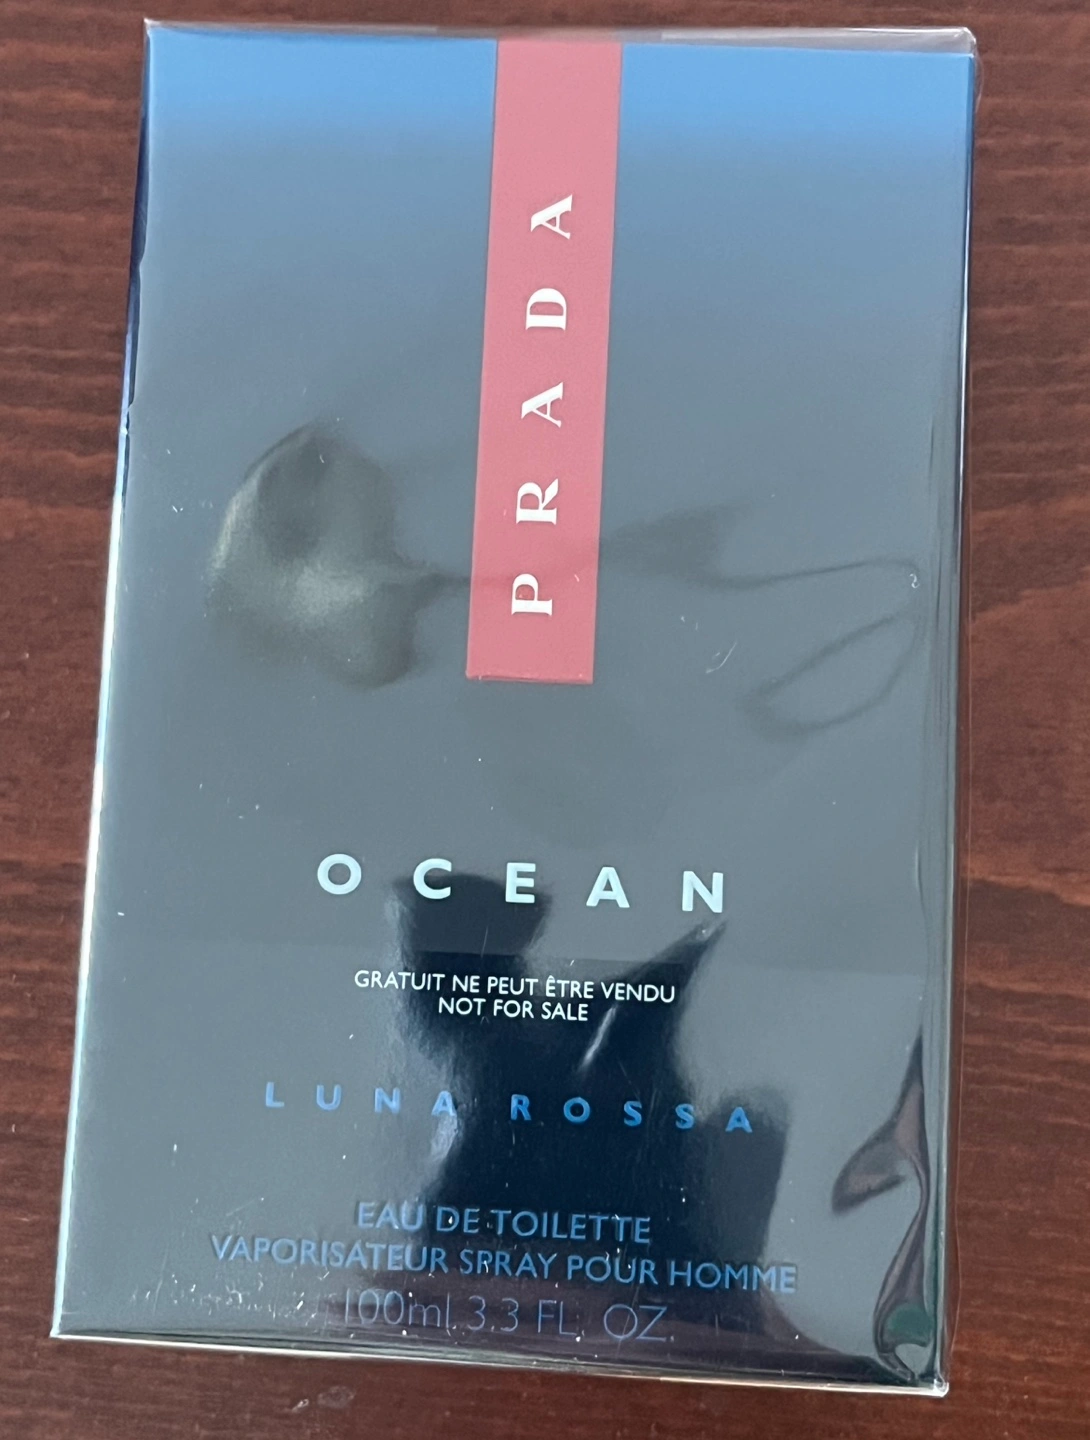 PRADA
OCEAN
GRATUIT NE PEUT ÊTRE VENDU
NOT FOR SALE
LUNA ROSSA
EAU DE TOILETTE
VAPORISATEUR SPRAY POUR HOMME
100ml 3.3 FL. OZ.